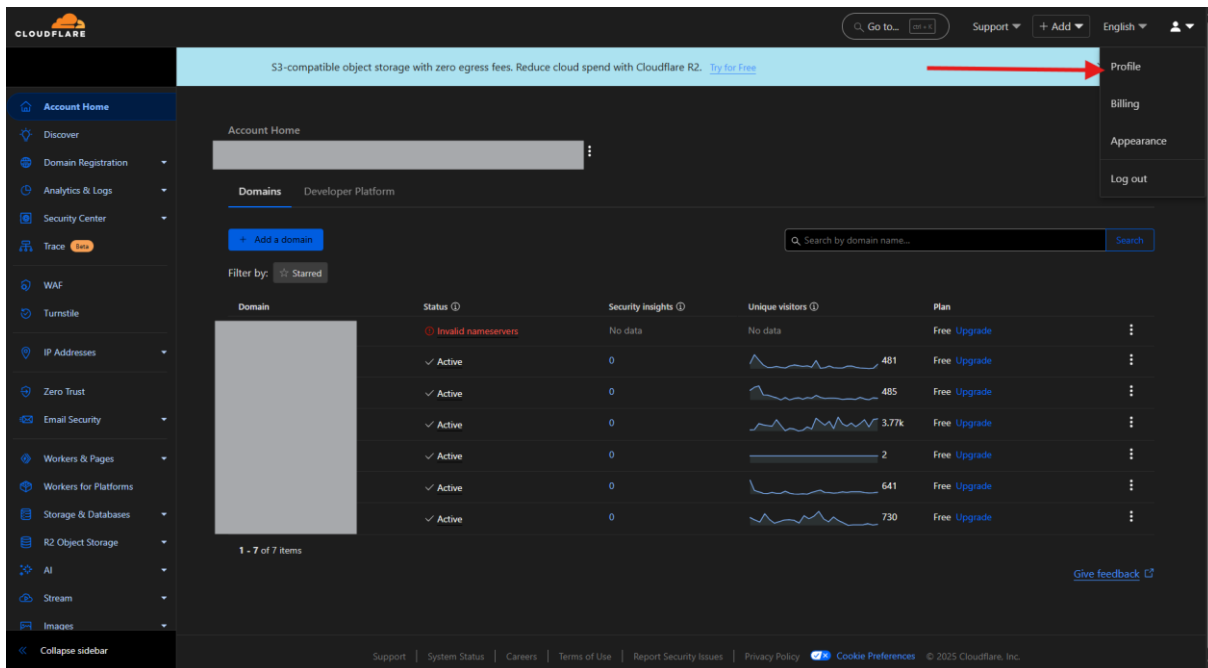 CLOUDFLARE
Go to... ctrl + K
Support
+ Add
English
S3-compatible object storage with zero egress fees. Reduce cloud spend with Cloudflare R2. Try for Free
Profile
Billing
Appearance
Log out
Account Home
Discover
Domain Registration
Analytics & Logs
Security Center
Trace Beta
WAF
Turnstile
IP Addresses
Zero Trust
Email Security
Workers & Pages
Workers for Platforms
Storage & Databases
R2 Object Storage
AI
Stream
Images
Collapse sidebar
Account Home
Domains Developer Platform
+ Add a domain
Search by domain name... Search
Filter by: Starred
Domain Status Security insights Unique visitors Plan
Invalid nameservers No data No data Free Upgrade
Active 0 481 Free Upgrade
Active 0 485 Free Upgrade
Active 0 3.77k Free Upgrade
Active 0 2 Free Upgrade
Active 0 641 Free Upgrade
Active 0 730 Free Upgrade
1 - 7 of 7 items
Give feedback
Support | System Status | Careers | Terms of Use | Report Security Issues | Privacy Policy Cookie Preferences © 2025 Cloudflare, Inc.